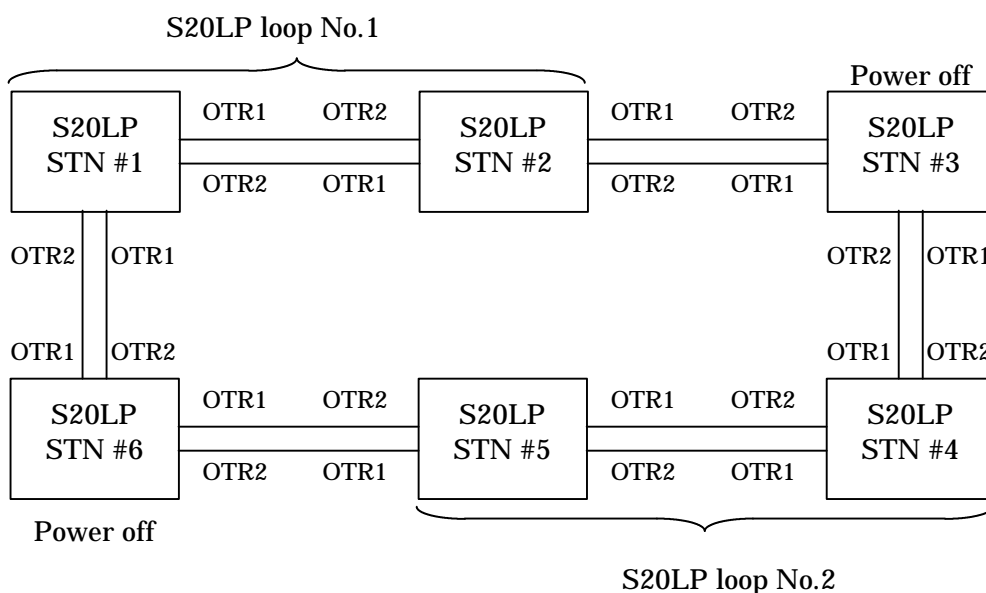 S20LP loop No.1
Power off
S20LP
STN #1
OTR1
OTR2
OTR2
OTR1
S20LP
STN #2
OTR1
OTR2
OTR2
OTR1
S20LP
STN #3
OTR2
OTR1
OTR2
OTR1
OTR1
OTR2
OTR1
OTR2
S20LP
STN #6
OTR1
OTR2
OTR2
OTR1
S20LP
STN #5
OTR1
OTR2
OTR2
OTR1
S20LP
STN #4
Power off
S20LP loop No.2